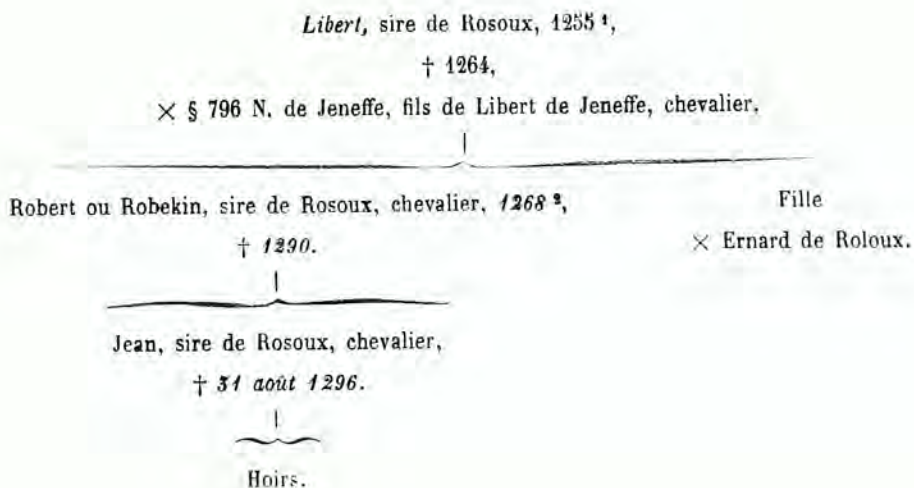 Libert, sire de Rosoux, 1255 ¹,
† 1264,
× § 796 N. de Jeneffe, fils de Libert de Jeneffe, chevalier.
Robert ou Robekin, sire de Rosoux, chevalier, 1268 ²,
† 1290.
Fille
× Ernard de Roloux.
Jean, sire de Rosoux, chevalier,
† 31 août 1296.
Hoirs.